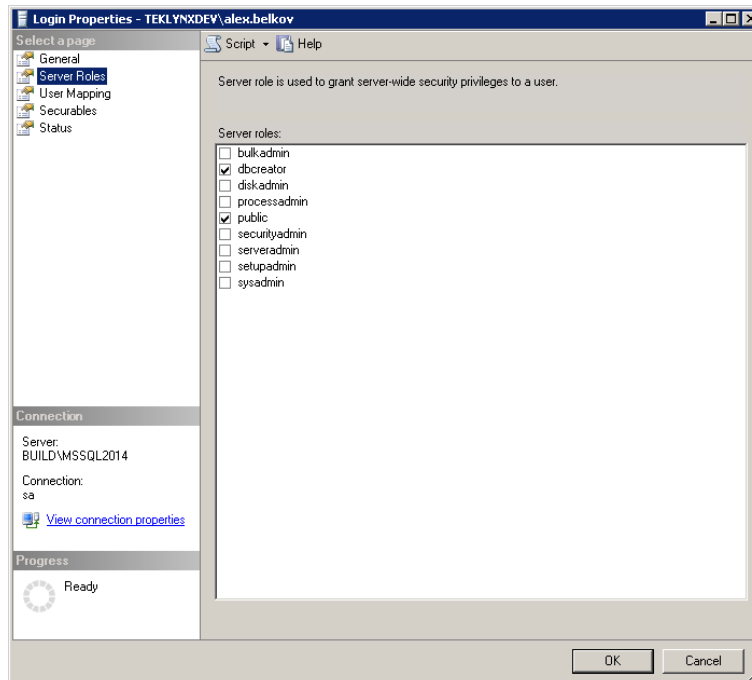 Login Properties - TEKLYNXDEV\alex.belkov
Select a page
General
Server Roles
User Mapping
Securables
Status
Script
Help
Server role is used to grant server-wide security privileges to a user.
Server roles:
bulkadmin
dbcreator
diskadmin
processadmin
public
securityadmin
serveradmin
setupadmin
sysadmin
Connection
Server:
BUILD\MSSQL2014
Connection:
sa
View connection properties
Progress
Ready
OK
Cancel